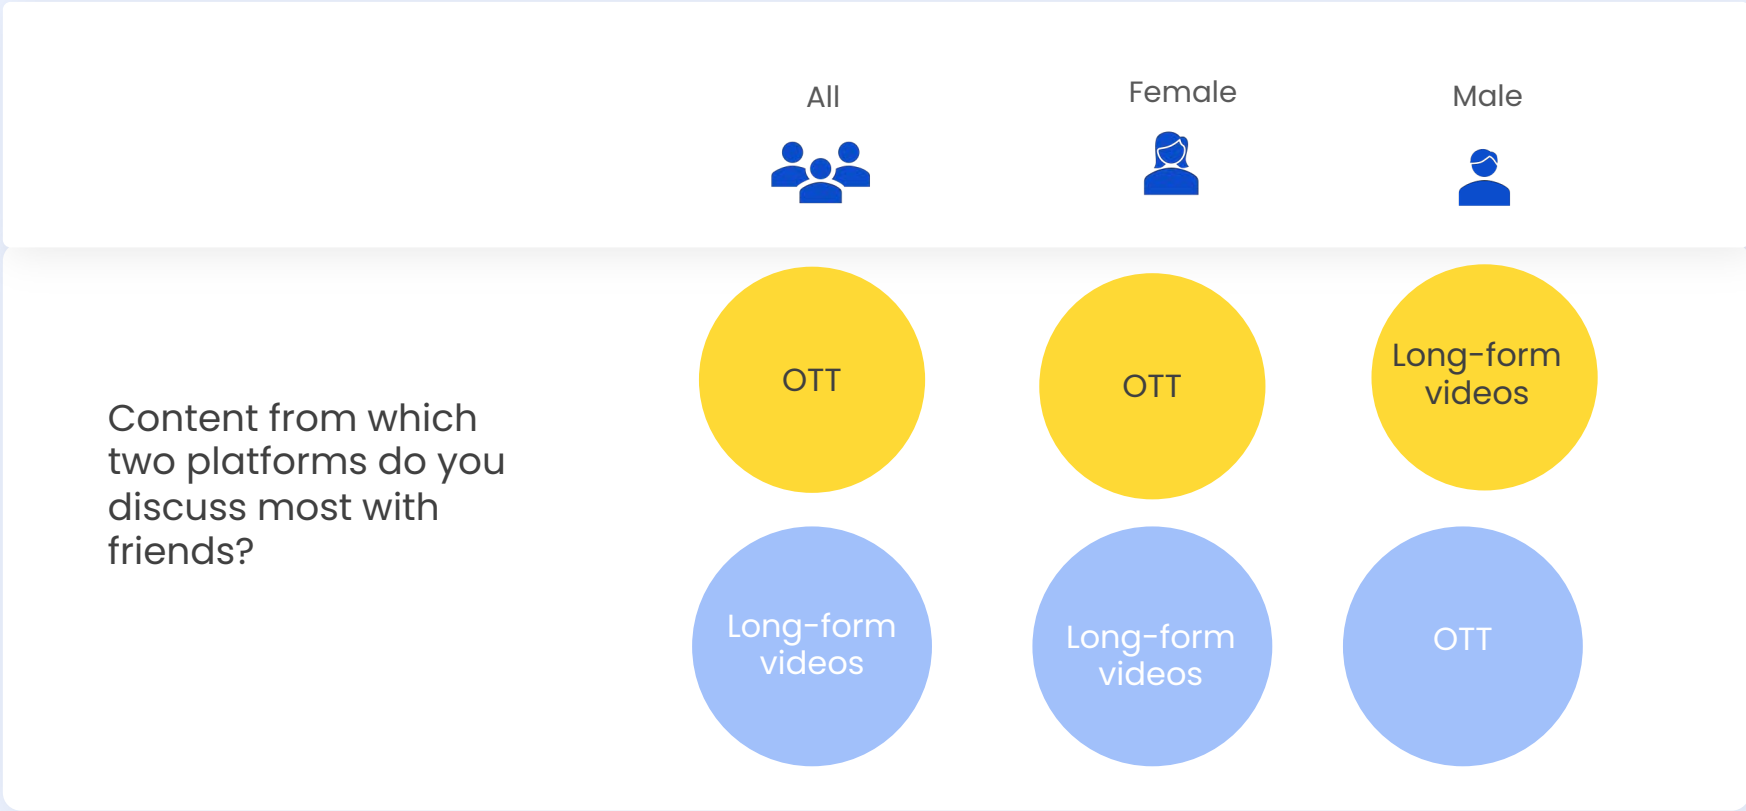 All
Female
Male
Content from which
two platforms do you
discuss most with
friends?
OTT
OTT
Long-form
videos
Long-form
videos
Long-form
videos
OTT